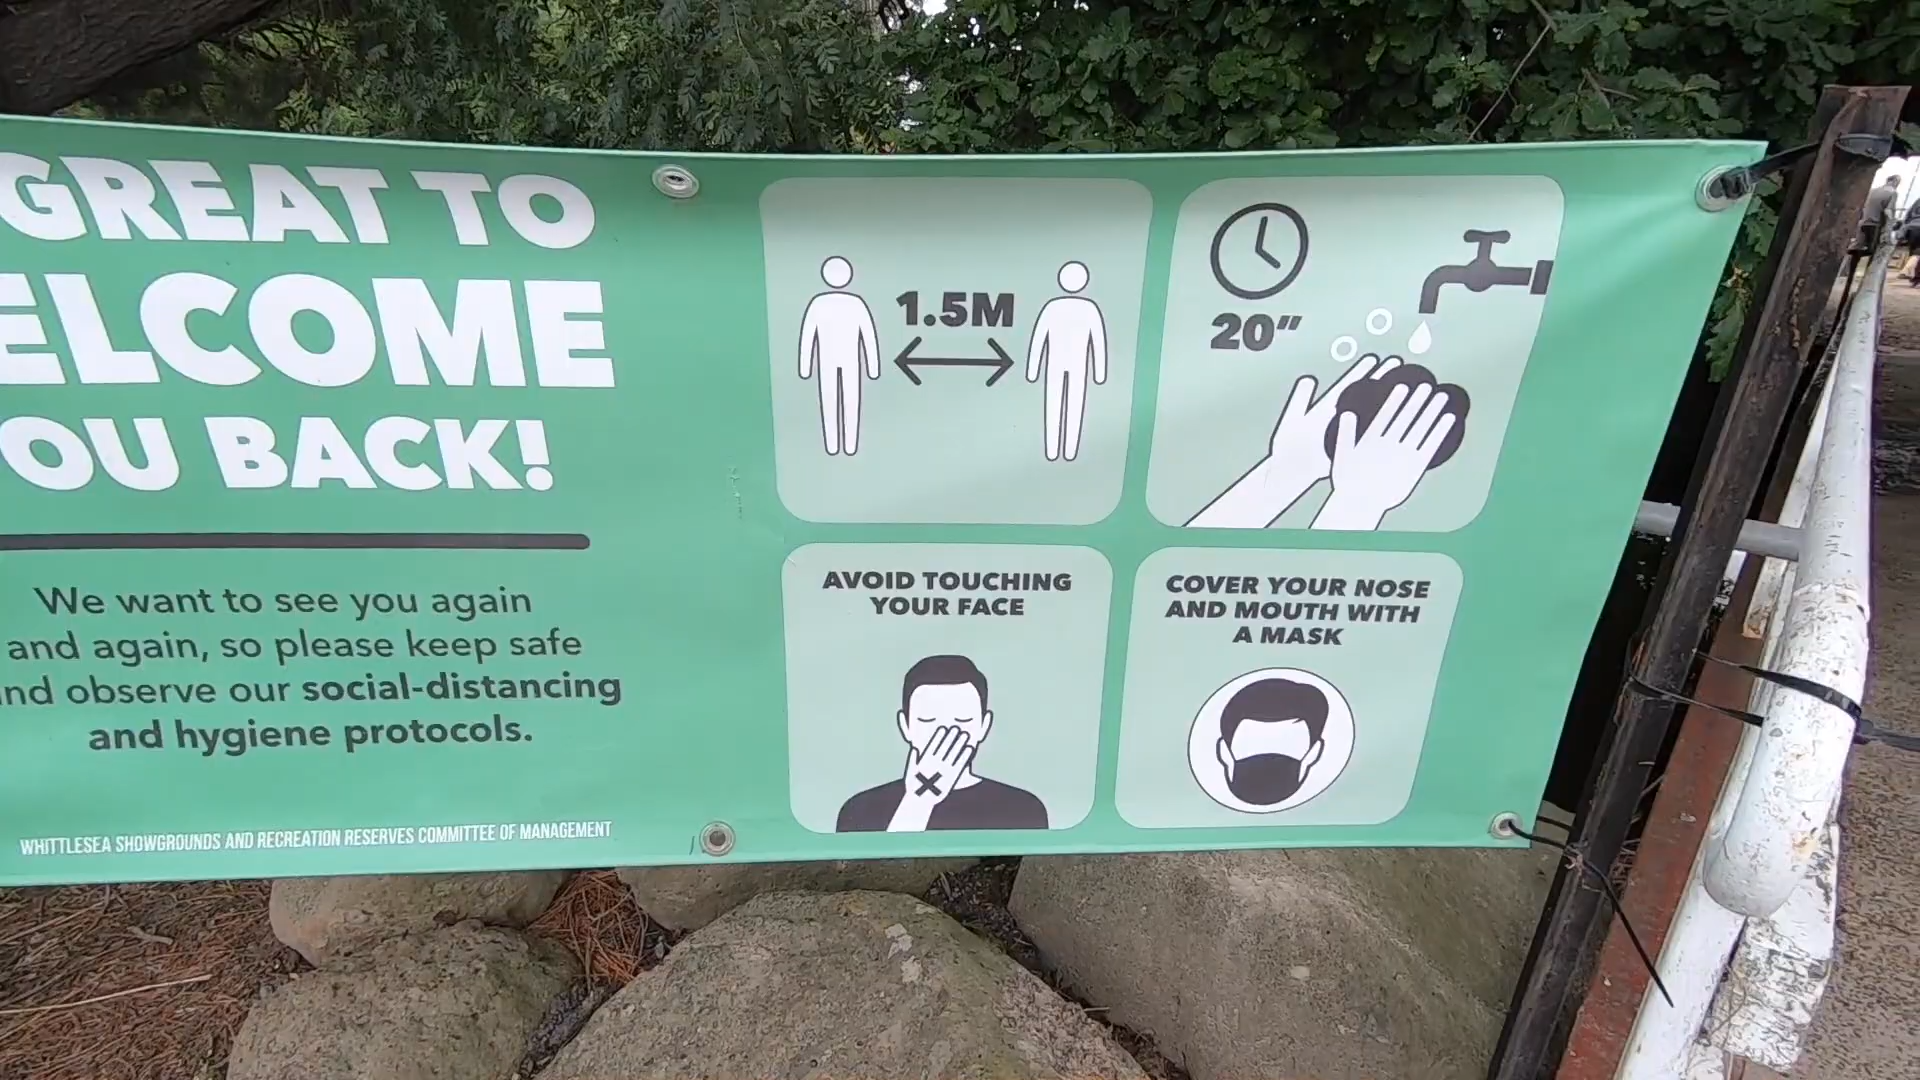 GREAT TO
ELCOME
OU BACK!
We want to see you again
and again, so please keep safe
nd observe our social-distancing
and hygiene protocols.
WHITTLESEA SHOWGROUNDS AND RECREATION RESERVES COMMITTEE OF MANAGEMENT
1.5M
20”
AVOID TOUCHING
YOUR FACE
COVER YOUR NOSE
AND MOUTH WITH
A MASK